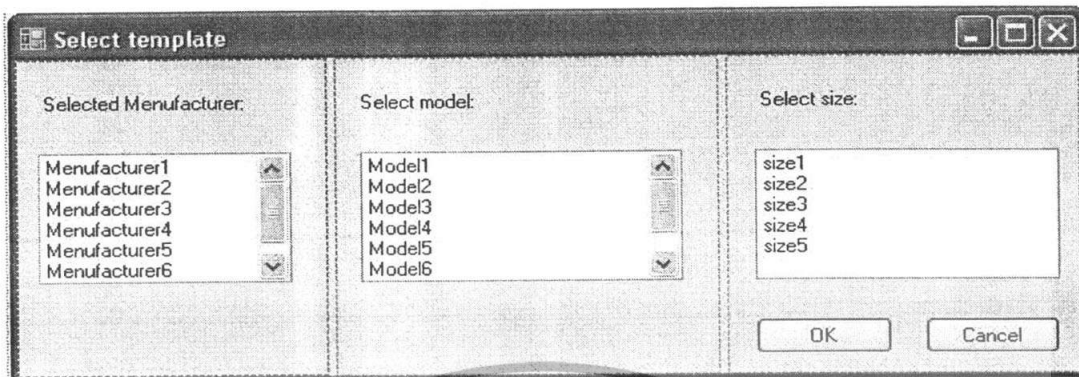 Select template
Selected Menufacturer:
Menufacturer1
Menufacturer2
Menufacturer3
Menufacturer4
Menufacturer5
Menufacturer6
Select model:
Model1
Model2
Model3
Model4
Model5
Model6
Select size:
size1
size2
size3
size4
size5
OK
Cancel